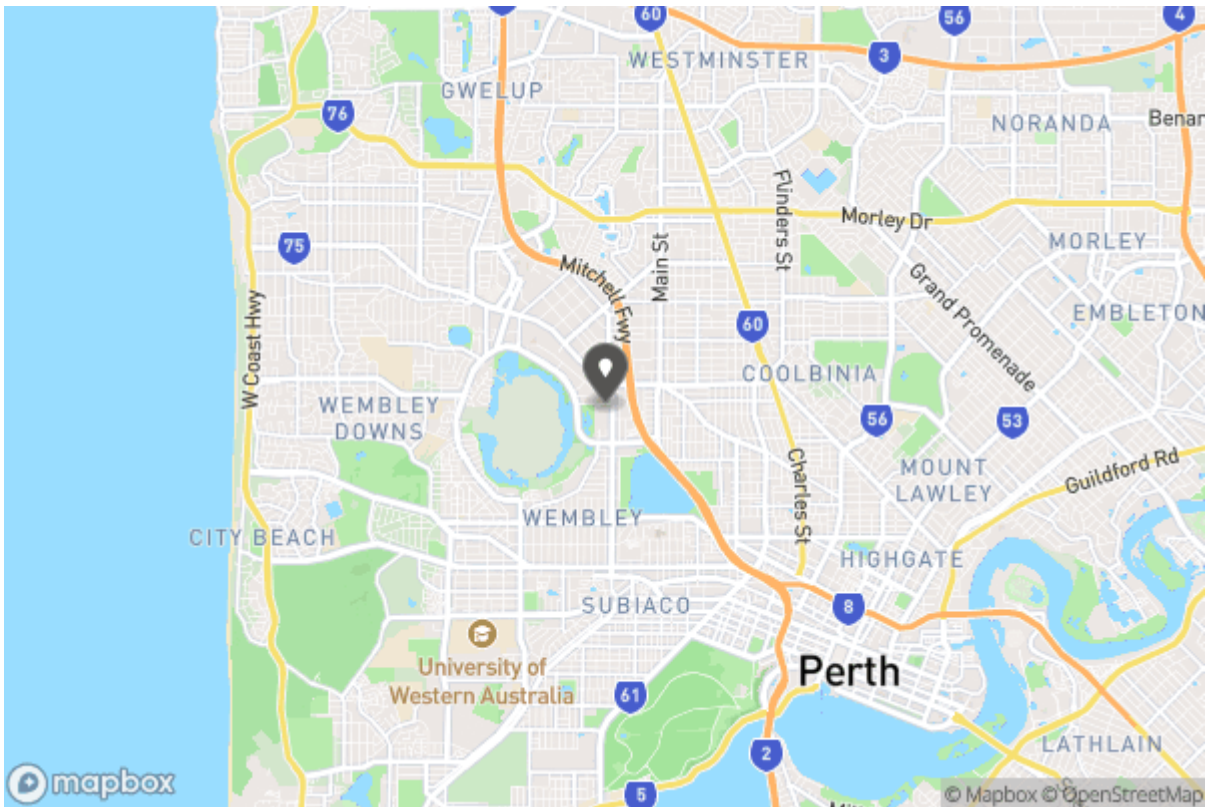 60
56
4
WESTMINSTER
3
GWELUP
76
NORANDA
Benar
Flinders St
Morley Dr
75
Main St
MORLEY
Mitchell Fwy
Grand Promenade
W Coast Hwy
60
EMBLETON
COOLBINIA
WEMBLEY
DOWNS
56
53
MOUNT
LAWLEY
Guildford Rd
Charles St
WEMBLEY
CITY BEACH
HIGHGATE
SUBIACO
8
University of
Western Australia
Perth
61
2
LATHLAIN
5
mapbox
© Mapbox © OpenStreetMap